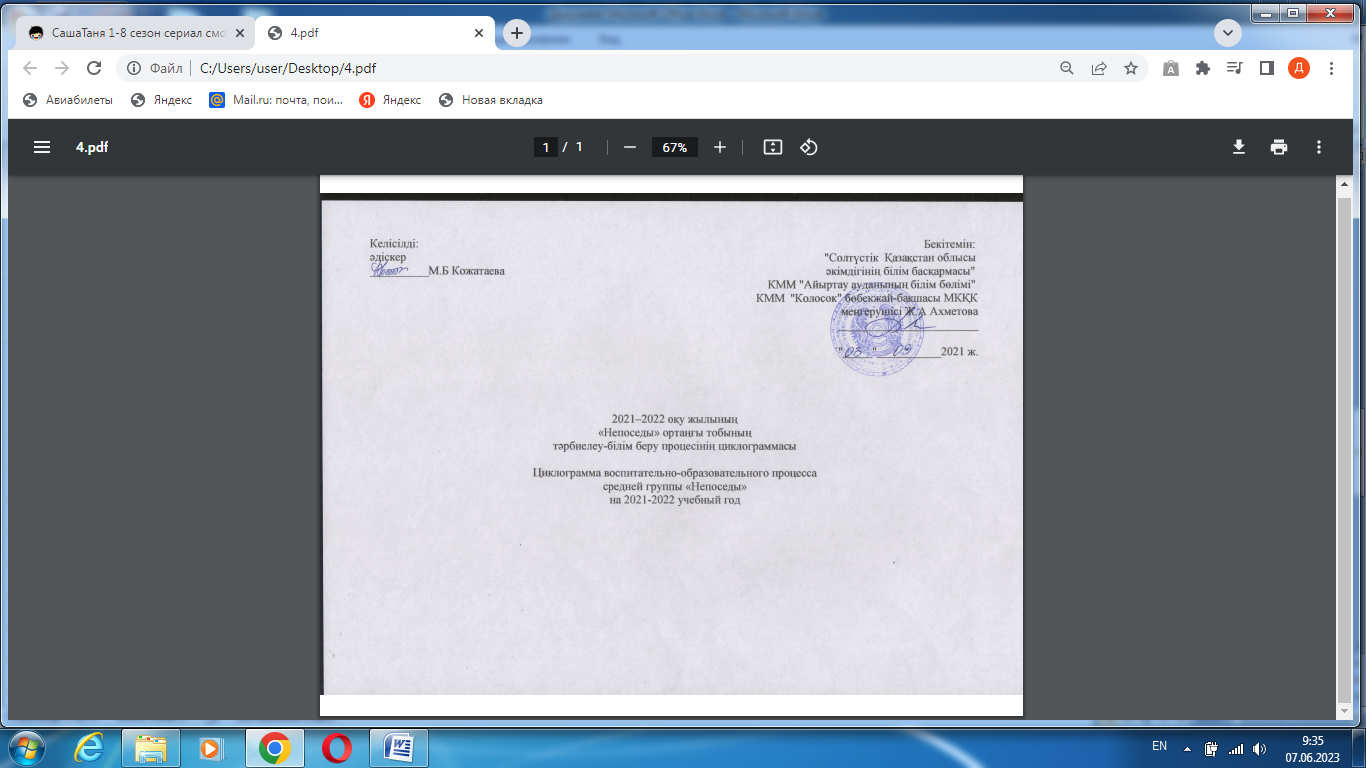 СашаТаня 1-8 сезон сериал смо
4.pdf
Файл
C:/Users/user/Desktop/4.pdf
Авиабилеты
Яндекс
Mail.ru: почта, пои...
Яндекс
Новая вкладка
4.pdf
1 / 1
67%
Келісілді:
әдіскер
М.Б Кожатаева
Бекітемін:
"Солтүстік Қазақстан облысы
әкімдігінің білім басқармасы"
КММ "Айыртау ауданының білім бөлімі"
КММ "Колосок" бөбекжай-бақшасы МКҚК
меңгерушісі Ж.А Ахметова
"03" 09 2021 ж.
2021–2022 оқу жылының
«Непоседы» ортаңғы тобының
тәрбиелеу-білім беру процесінің циклограммасы
Циклограмма воспитательно-образовательного процесса
средней группы «Непоседы»
на 2021-2022 учебный год
EN
9:35
07.06.2023